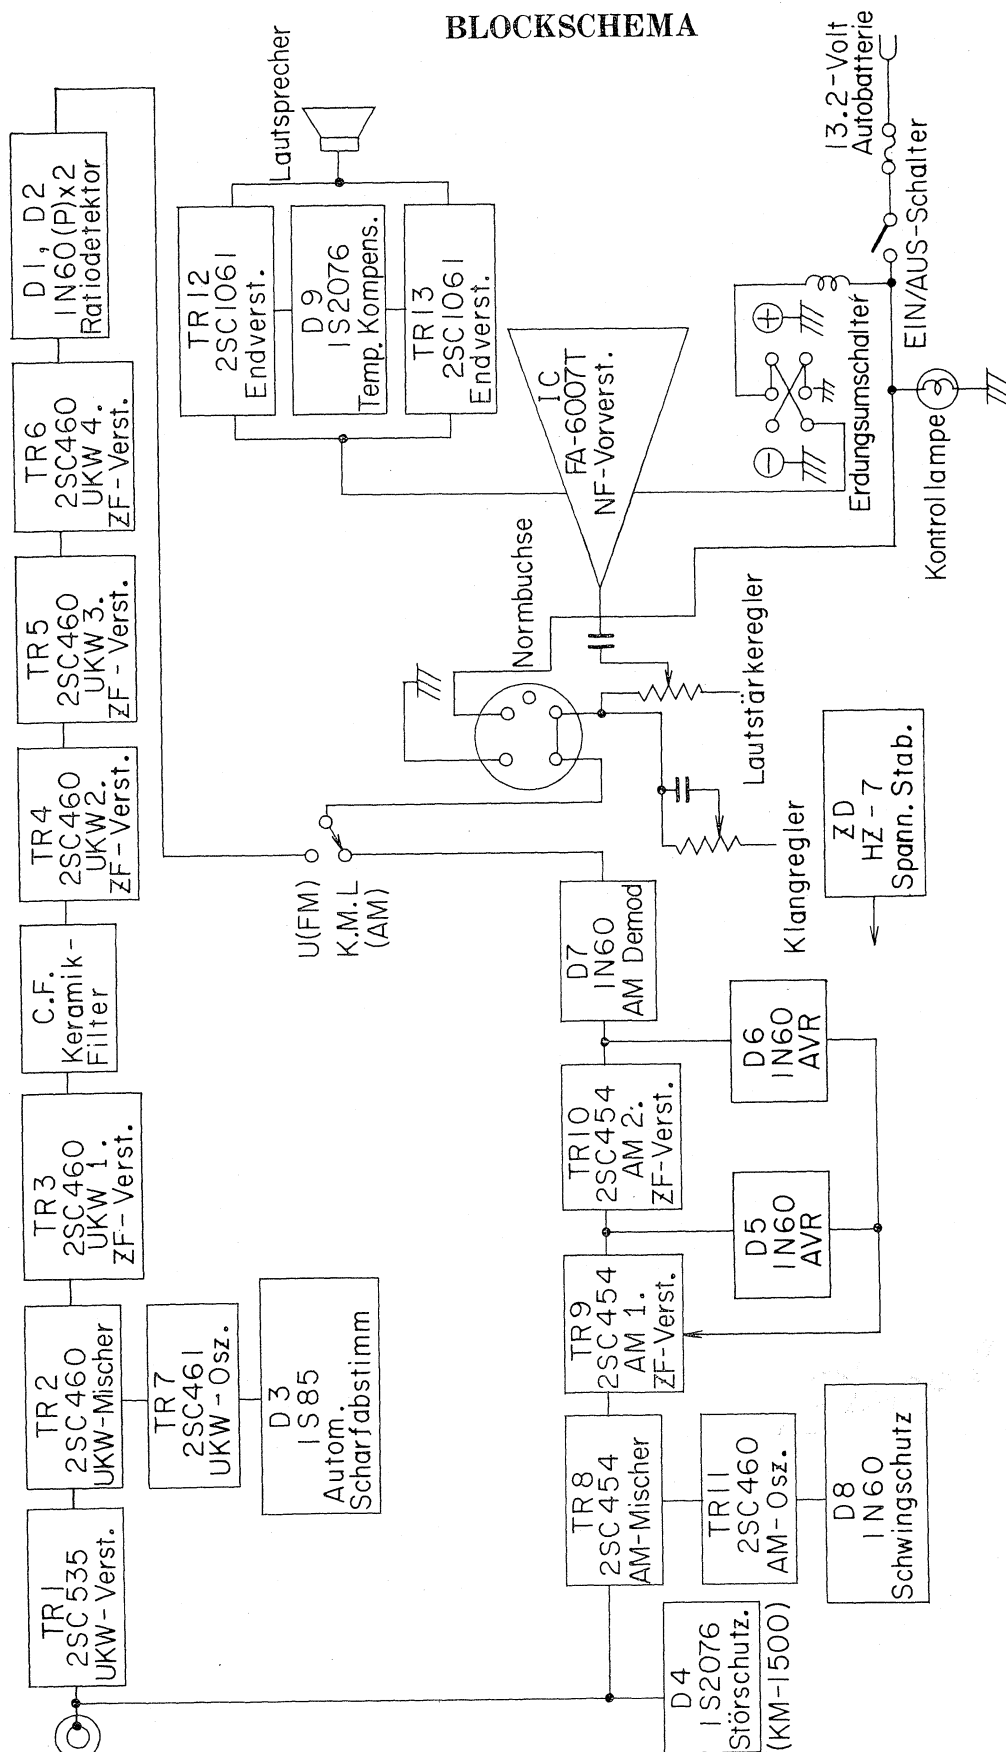 BLOCKSCHEMA
TR1
2SC535
UKW-Verst.
TR2
2SC460
UKW-Mischer
TR7
2SC461
UKW-Osz.
D3
1S85
Autom.
Scharfabstimm
TR3
2SC460
UKW 1.
ZF-Verst.
C.F.
Keramik-
Filter
TR4
2SC460
UKW2.
ZF-Verst.
TR5
2SC460
UKW3.
ZF-Verst.
TR6
2SC460
UKW 4.
ZF-Verst.
D1, D2
1N60(P)x2
Ratiodetektor
TR12
2SC1061
Endverst.
D9
1S2076
Temp.Kompens.
TR13
2SC1061
Endverst.
Lautsprecher
IC
FA-6007T
NF-Vorverst.
Normbuchse
Lautstärkeregler
Klangregler
U(FM)
K.M.L
(AM)
13.2-Volt
Autobatterie
EIN/AUS-Schalter
+
−
Erdungsumschalter
Kontrollampe
ZD
HZ-7
Spann.Stab.
D4
1S2076
Störschutz.
(KM-1500)
TR8
2SC454
AM-Mischer
TR11
2SC460
AM-Osz.
D8
1N60
Schwingschutz
TR9
2SC454
AM 1.
ZF-Verst.
D5
1N60
AVR
TR10
2SC454
AM 2.
ZF-Verst.
D6
1N60
AVR
D7
1N60
AM Demod